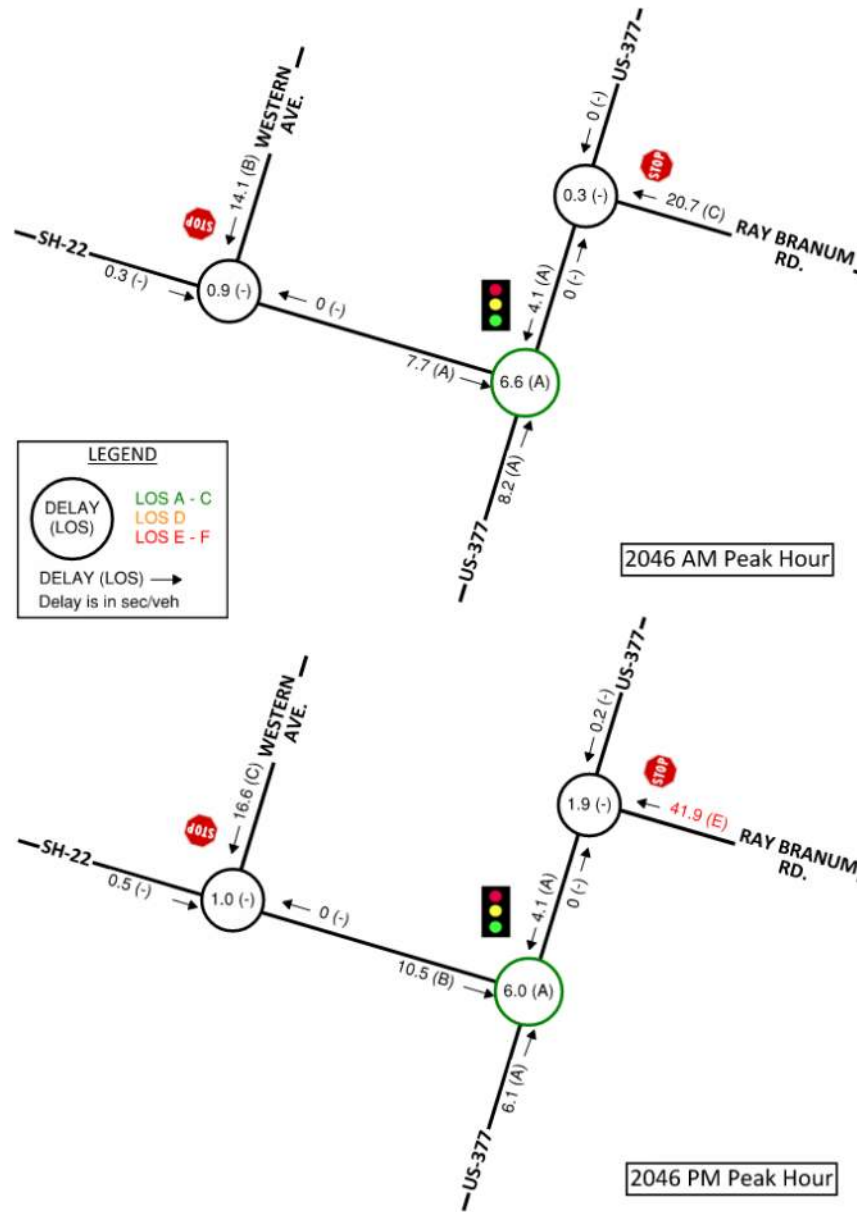 US-377
WESTERN
AVE.
0 (-)
STOP
14.1 (B)
STOP
0.3 (-)
20.7 (C)
RAY BRANUM
RD.
SH-22
0.3 (-)
0.9 (-)
0 (-)
4.1 (A)
0 (-)
7.7 (A)
6.6 (A)
8.2 (A)
US-377
LEGEND
DELAY
(LOS)
LOS A - C
LOS D
LOS E - F
DELAY (LOS)
Delay is in sec/veh
2046 AM Peak Hour
US-377
WESTERN
AVE.
0.2 (-)
STOP
16.6 (C)
STOP
1.9 (-)
41.9 (E)
RAY BRANUM
RD.
SH-22
0.5 (-)
1.0 (-)
0 (-)
4.1 (A)
0 (-)
10.5 (B)
6.0 (A)
6.1 (A)
US-377
2046 PM Peak Hour